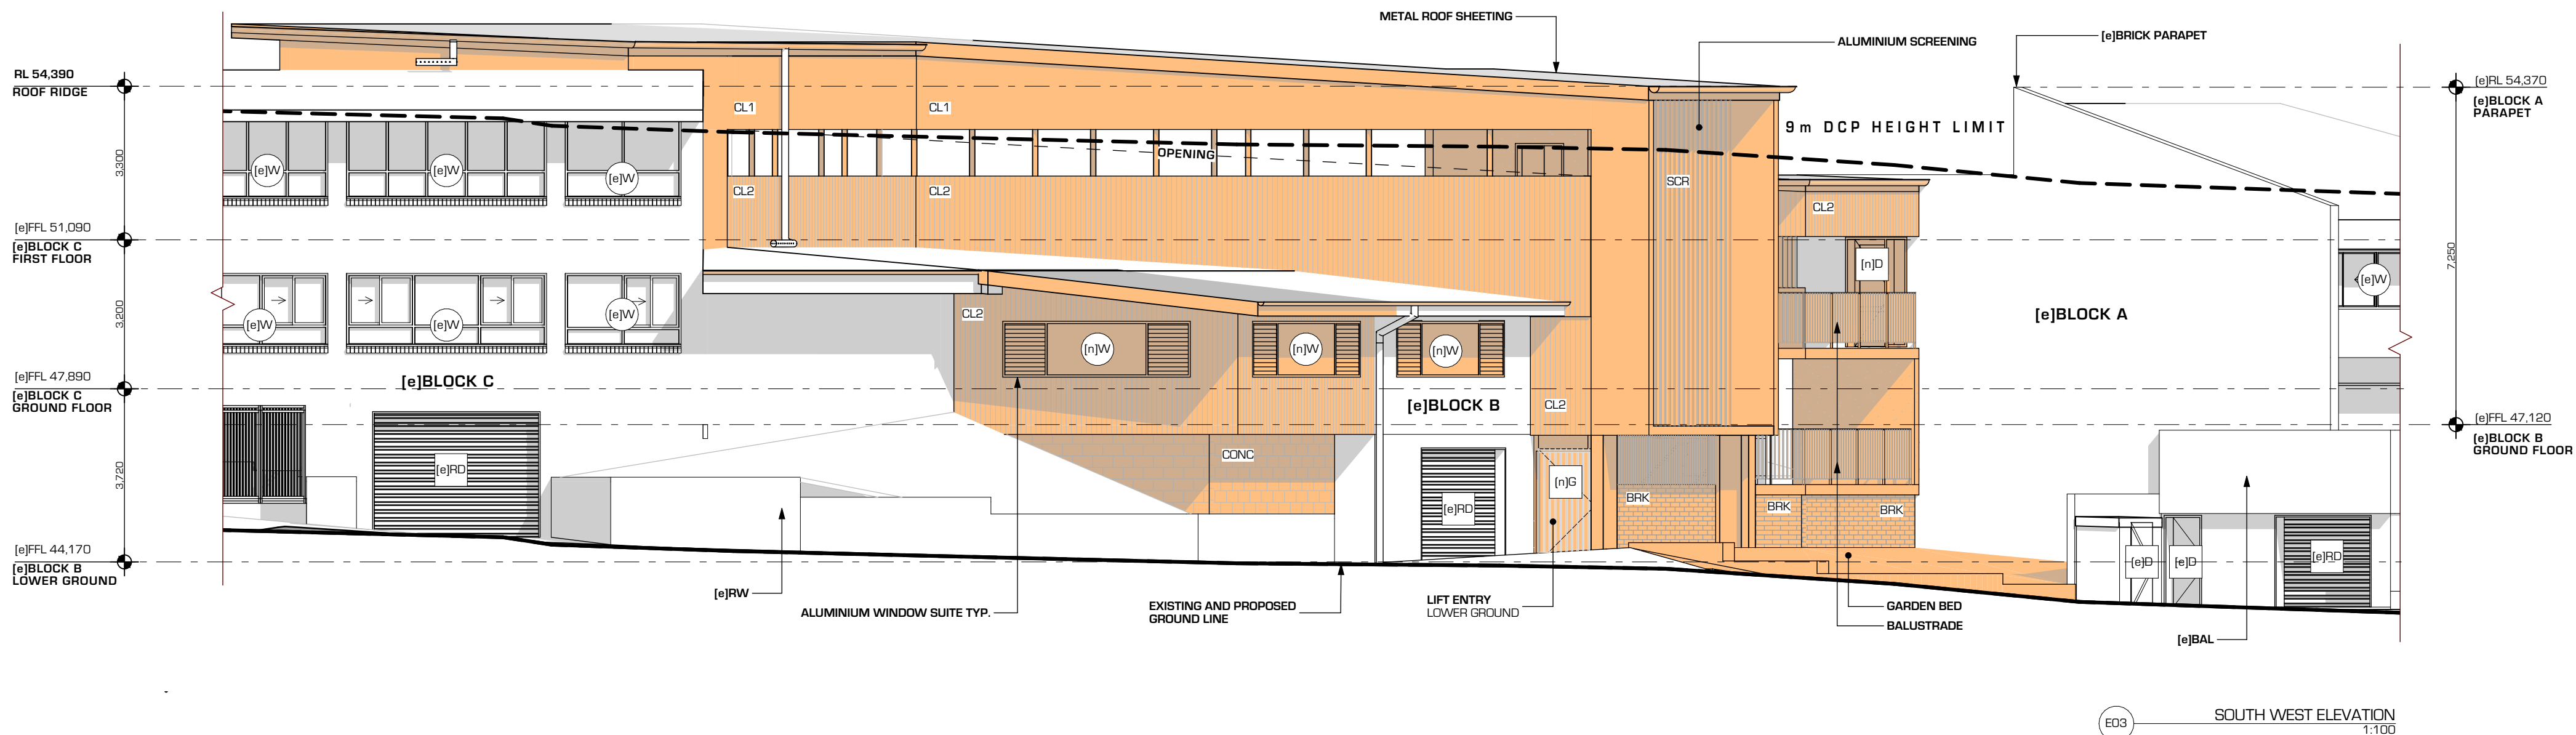 METAL ROOF SHEETING
ALUMINIUM SCREENING
[e]BRICK PARAPET
RL 54,390
ROOF RIDGE
[e]RL 54,370
[e]BLOCK A
PARAPET
CL1
CL1
9m DCP HEIGHT LIMIT
OPENING
3,300
[e]W
[e]W
[e]W
CL2
CL2
SCR
CL2
[e]FFL 51,090
[e]BLOCK C
FIRST FLOOR
[n]D
7,250
[e]W
3,200
[e]W
[e]W
[e]W
CL2
[n]W
[n]W
[n]W
[e]BLOCK A
[e]FFL 47,890
[e]BLOCK C
GROUND FLOOR
[e]BLOCK C
[e]BLOCK B
CL2
[e]FFL 47,120
[e]BLOCK B
GROUND FLOOR
3,720
[e]RD
CONC
[n]G
[e]RD
BRK
BRK
BRK
[e]FFL 44,170
[e]BLOCK B
LOWER GROUND
[e]D
[e]D
[e]RD
[e]RW
ALUMINIUM WINDOW SUITE TYP.
EXISTING AND PROPOSED
GROUND LINE
LIFT ENTRY
LOWER GROUND
GARDEN BED
BALUSTRADE
[e]BAL
E03
SOUTH WEST ELEVATION
1:100